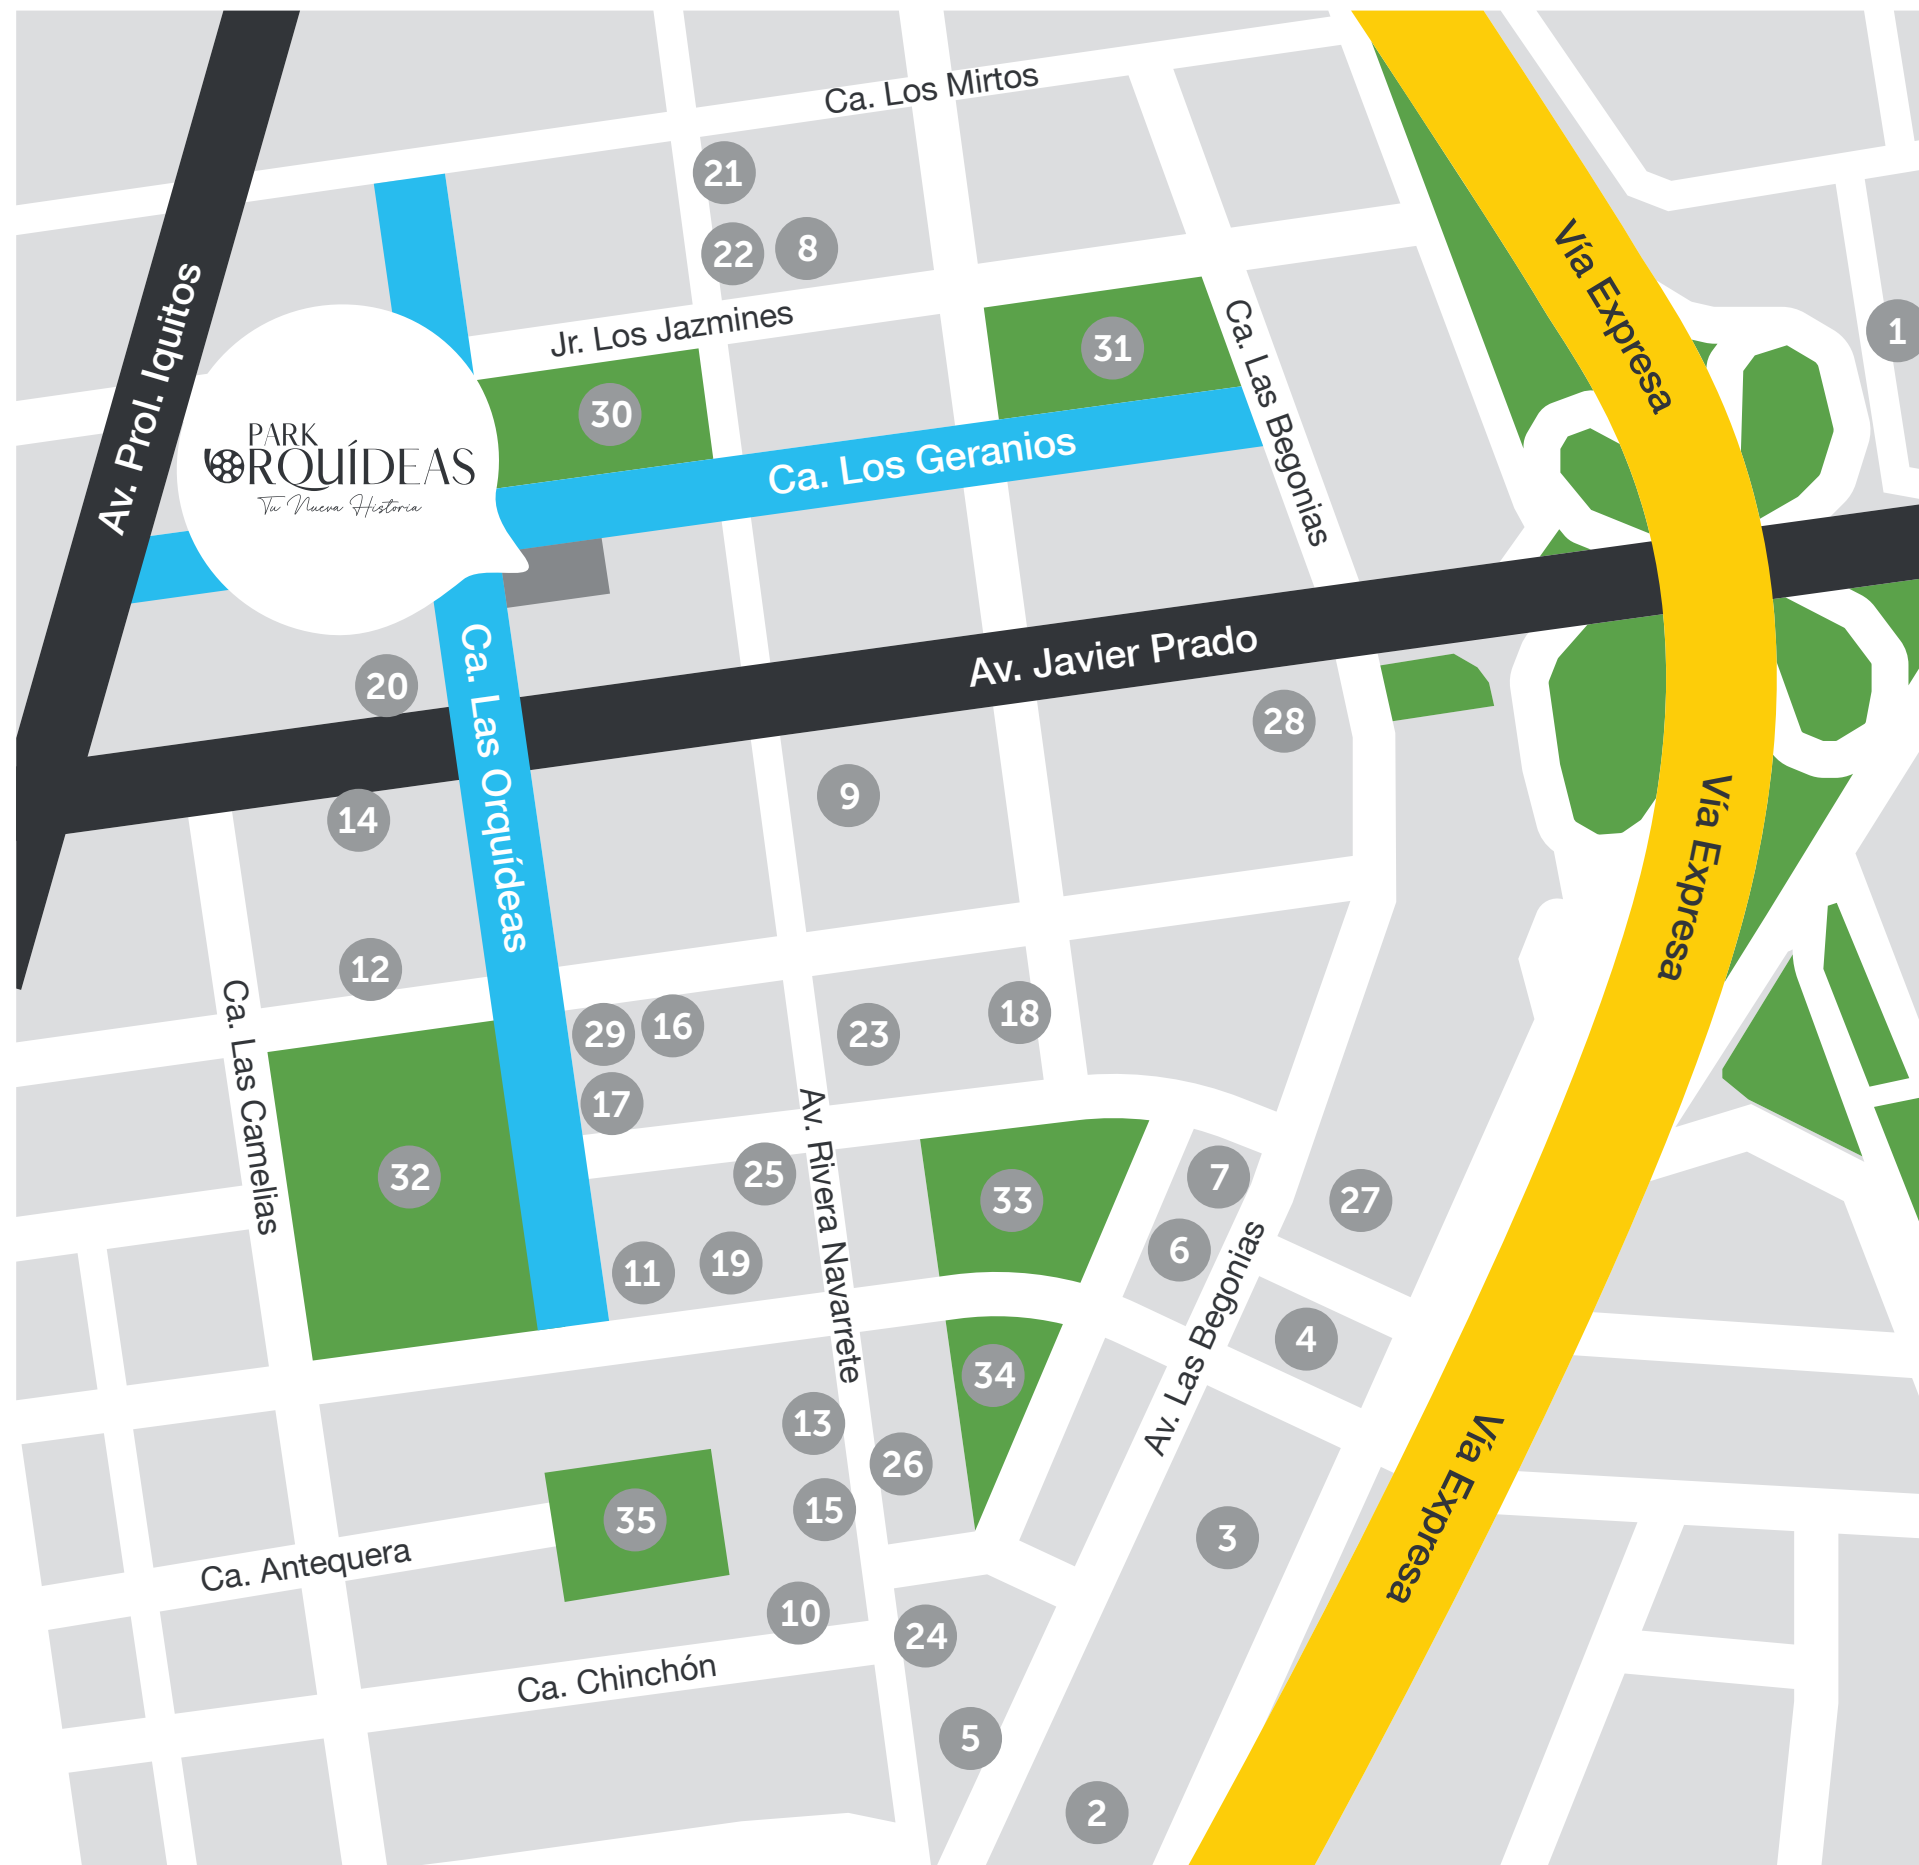 Ca. Los Mirtos
21
22
8
Vía Expresa
Av. Prol. Iquitos
Jr. Los Jazmines
31
Ca. Las Begonias
1
30
PARK
ORQUÍDEAS
Tu Nueva Historia
Ca. Los Geranios
Av. Javier Prado
20
Ca. Las Orquídeas
28
9
14
Vía Expresa
12
Ca. Las Camelias
29
16
23
18
17
Av. Rivera Navarrete
32
25
33
7
27
6
11
19
Av. Las Begonias
4
34
13
26
Vía Expresa
35
15
3
Ca. Antequera
10
24
Ca. Chinchón
5
2